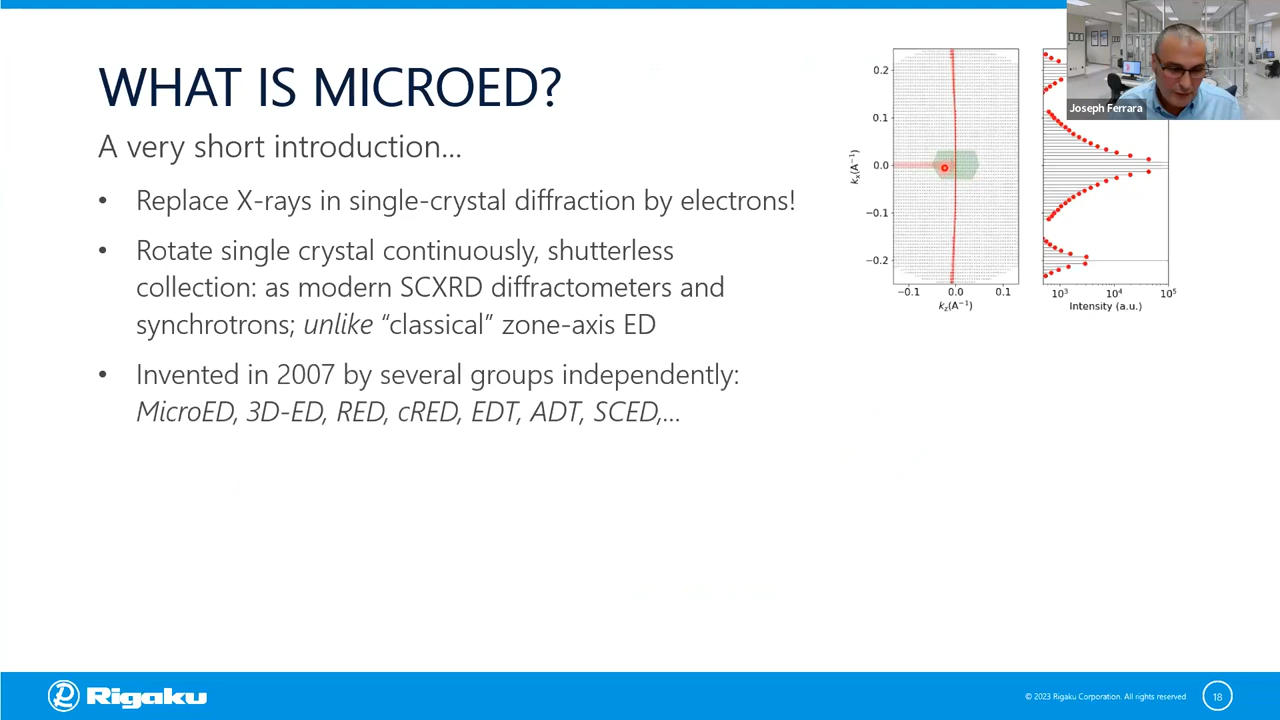 WHAT IS MICROED?
A very short introduction...
• Replace X-rays in single-crystal diffraction by electrons!
• Rotate single crystal continuously, shutterless
collection: as modern SCXRD diffractometers and
synchrotrons; unlike “classical” zone-axis ED
• Invented in 2007 by several groups independently:
MicroED, 3D-ED, RED, cRED, EDT, ADT, SCED,...
0.2
0.1
0.0
−0.1
−0.2
kₓ(A⁻¹)
−0.1 0.0 0.1
k_z(A⁻¹)
10³ 10⁴ 10⁵
Intensity (a.u.)
Joseph Ferrara
Rigaku
© 2023 Rigaku Corporation. All rights reserved
18